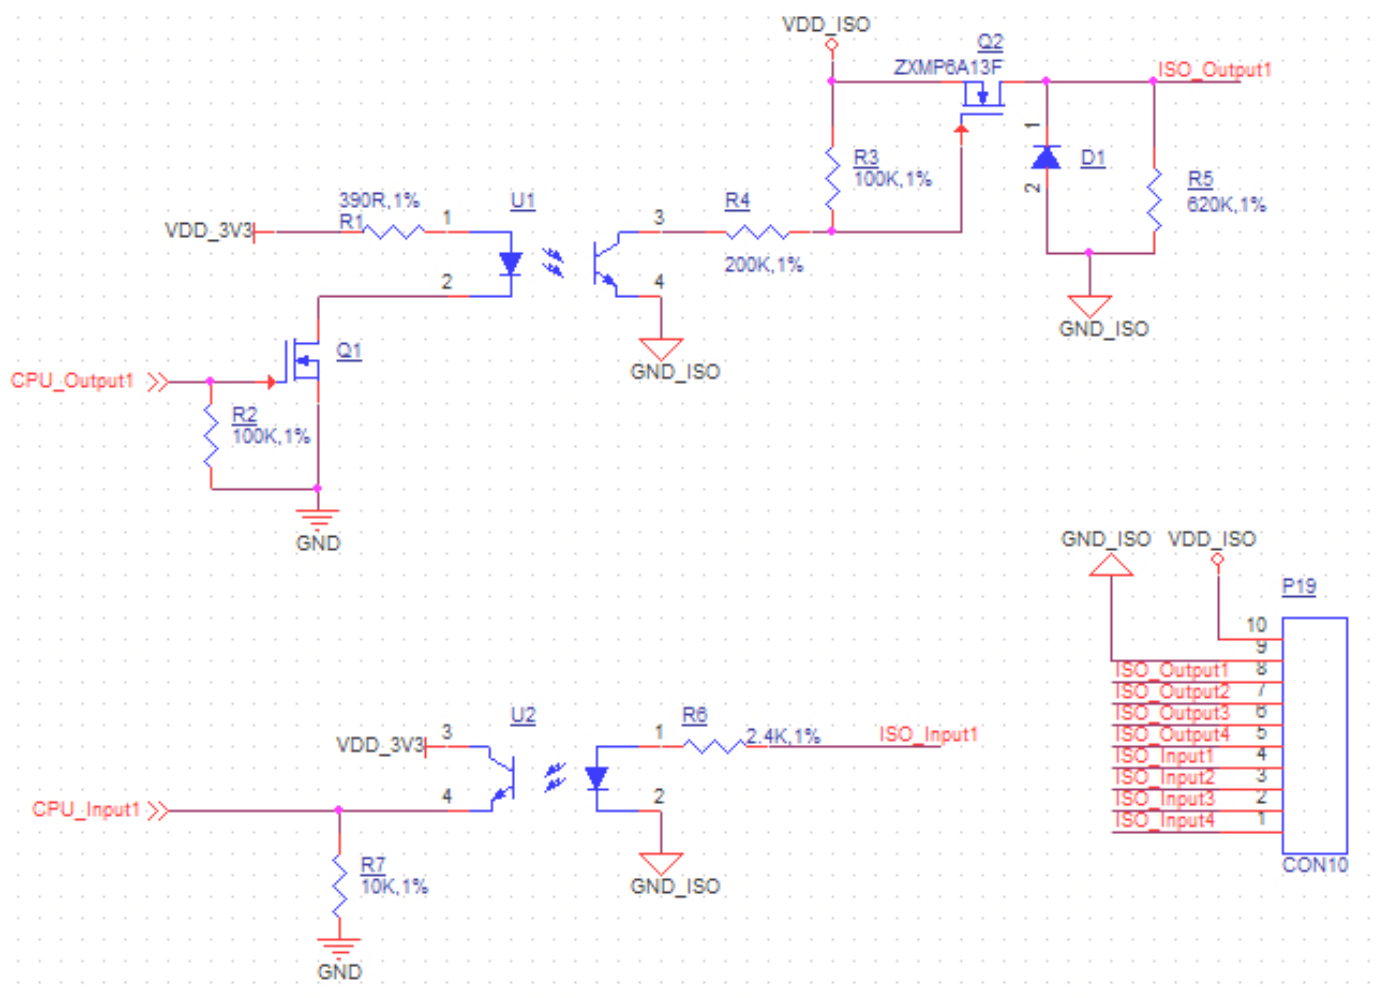 VDD_ISO
Q2
ZXMP6A13F
ISO_Output1
1
D1
2
R3
100K,1%
R5
620K,1%
390R,1%
R1
VDD_3V3
1
U1
3
R4
200K,1%
2
4
GND_ISO
GND_ISO
Q1
CPU_Output1
R2
100K,1%
GND
GND_ISO
VDD_ISO
P19
10
9
ISO_Output1 8
ISO_Output2 7
ISO_Output3 6
ISO_Output4 5
ISO_Input1 4
ISO_Input2 3
ISO_Input3 2
ISO_Input4 1
CON10
U2
VDD_3V3
3
1
R6
2.4K,1%
ISO_Input1
CPU_Input1
4
2
R7
10K,1%
GND_ISO
GND